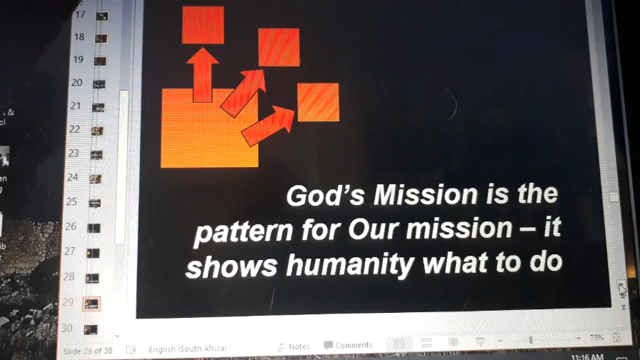 17
18
19
20
21
22
23
24
25
26
27
28
29
30
God's Mission is the
pattern for Our mission – it
shows humanity what to do
Slide 29 of 38
English (South Africa)
Notes
Comments
73%
11:16 AM